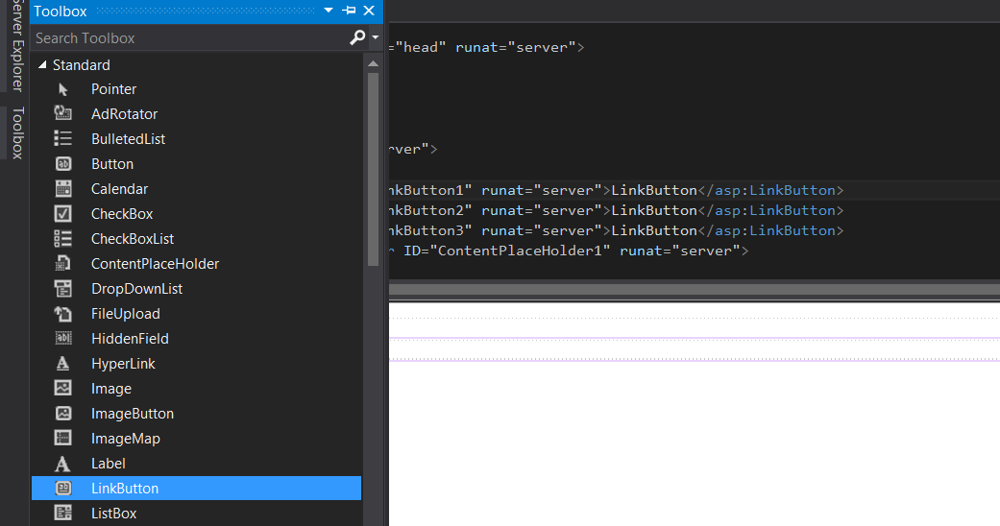 Server Explorer
Toolbox
Toolbox
Search Toolbox
Standard
Pointer
AdRotator
BulletedList
Button
Calendar
CheckBox
CheckBoxList
ContentPlaceHolder
DropDownList
FileUpload
HiddenField
HyperLink
Image
ImageButton
ImageMap
Label
LinkButton
ListBox
="head" runat="server">
rver">
nkButton1" runat="server">LinkButton</asp:LinkButton>
nkButton2" runat="server">LinkButton</asp:LinkButton>
nkButton3" runat="server">LinkButton</asp:LinkButton>
r ID="ContentPlaceHolder1" runat="server">